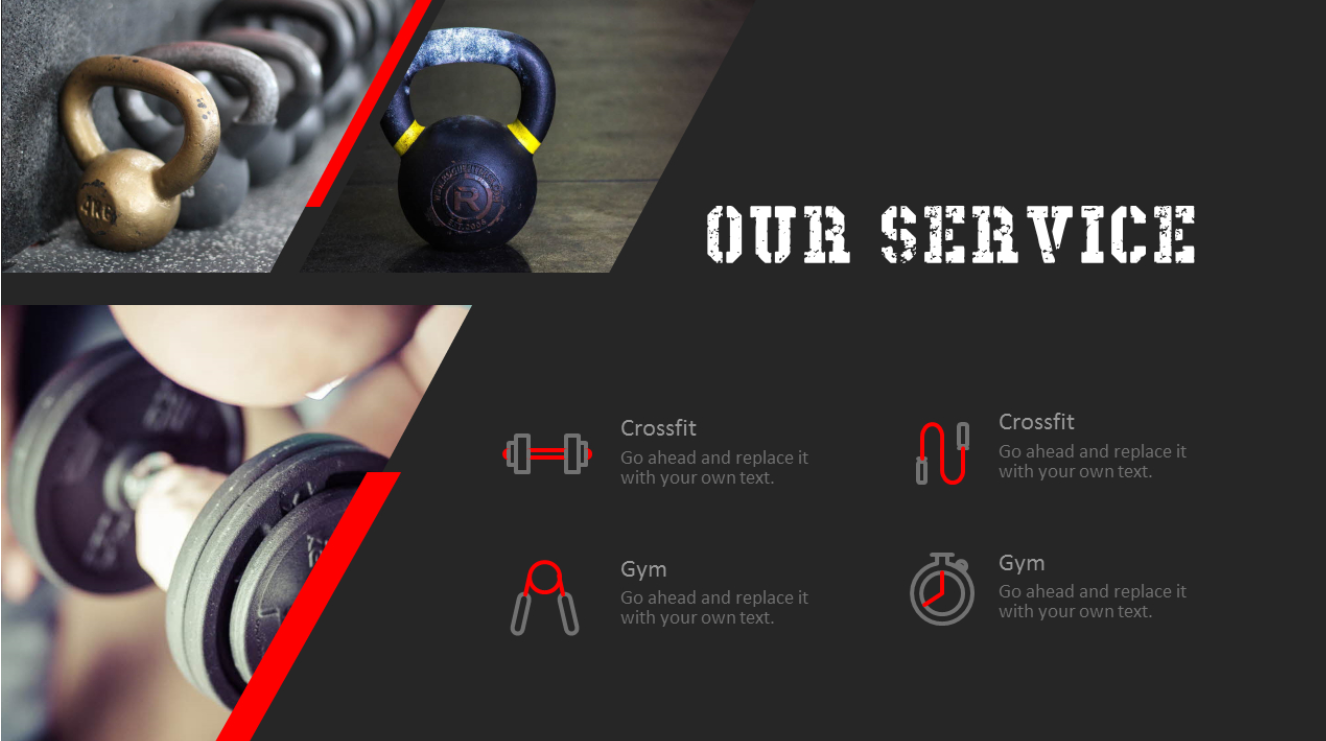 OUR SERVICE
Crossfit
Go ahead and replace it
with your own text.
Crossfit
Go ahead and replace it
with your own text.
Gym
Go ahead and replace it
with your own text.
Gym
Go ahead and replace it
with your own text.
R